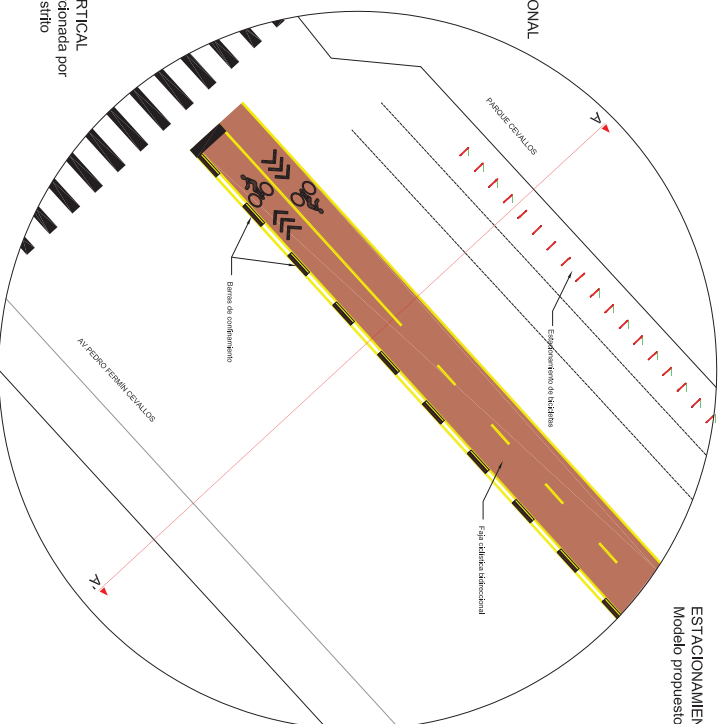 ONAL
RTICAL
cionada por
strito
PARQUE CEVALLOS
A
Estacionamiento de bicicletas
Barras de confinamiento
AV.PEDRO FERMÍN CEVALLOS
Faja ciclística bidireccional
A'
ESTACIONAMIEN
Modelo propuesto